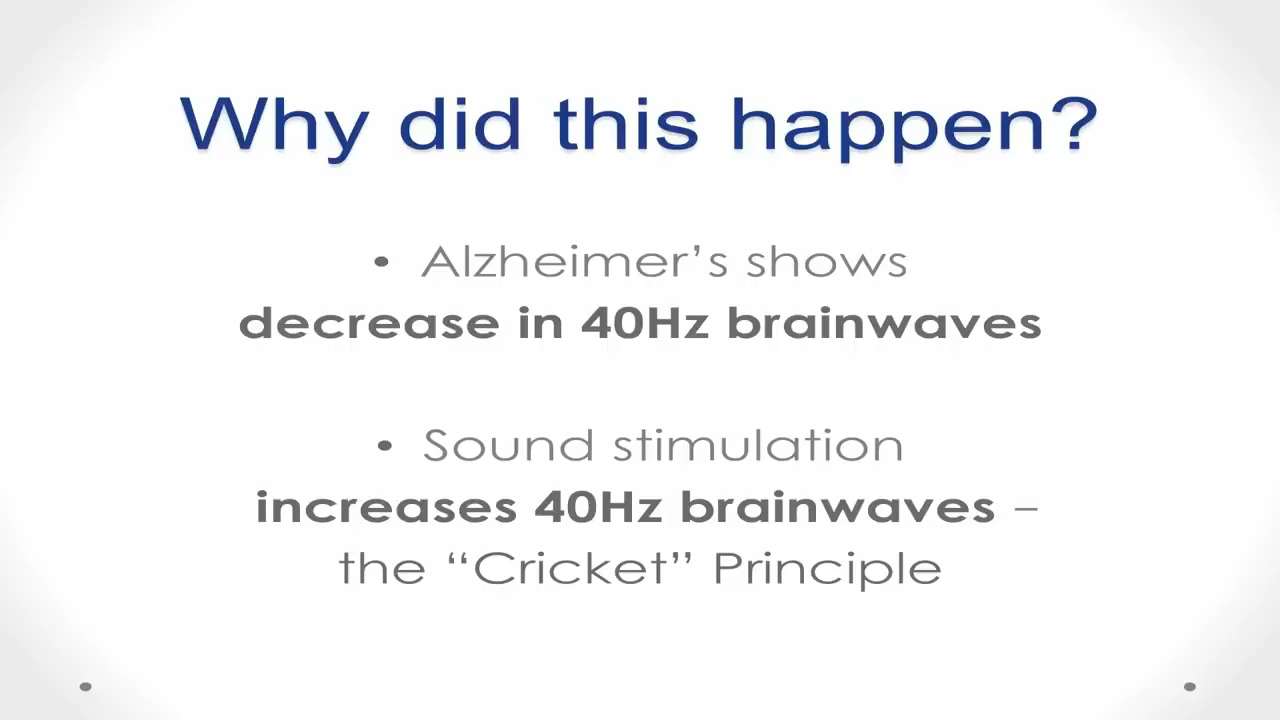 Why did this happen?
• Alzheimer’s shows
decrease in 40Hz brainwaves
• Sound stimulation
increases 40Hz brainwaves –
the “Cricket” Principle